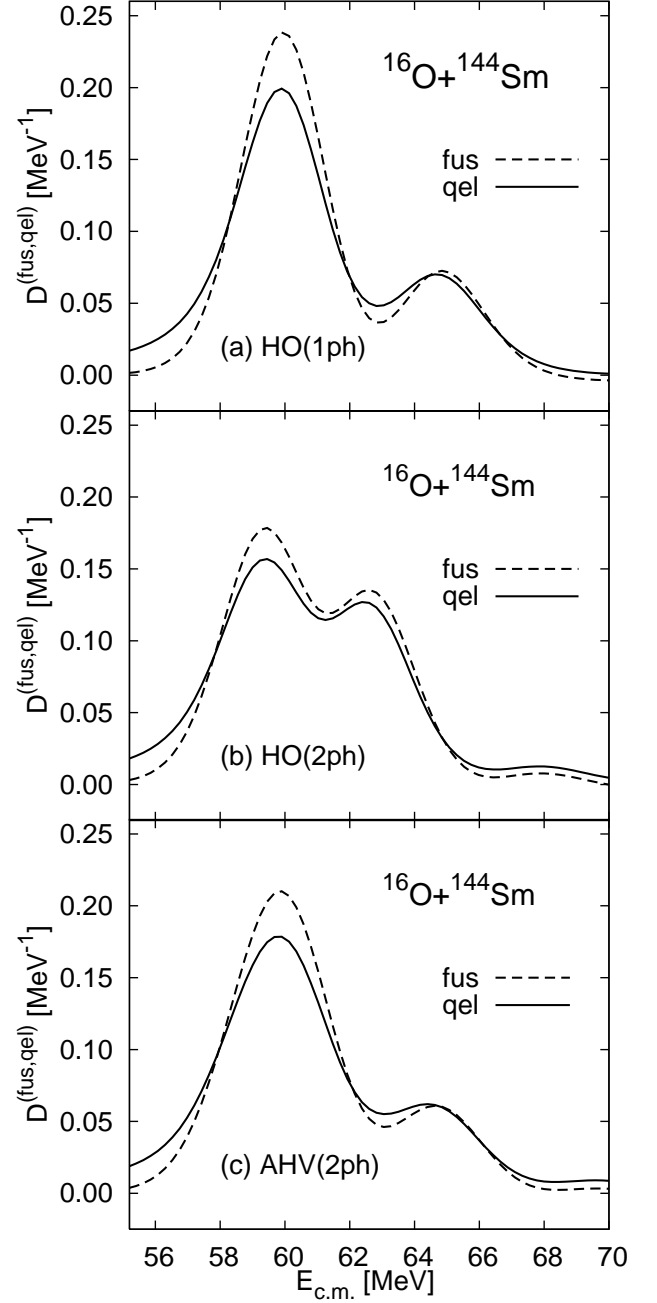 0.25
0.20
0.15
0.10
0.05
0.00
D^(fus,qel) [MeV^-1]
^16O+^144Sm
fus
qel
(a) HO(1ph)
0.25
0.20
0.15
0.10
0.05
0.00
D^(fus,qel) [MeV^-1]
^16O+^144Sm
fus
qel
(b) HO(2ph)
0.25
0.20
0.15
0.10
0.05
0.00
D^(fus,qel) [MeV^-1]
^16O+^144Sm
fus
qel
(c) AHV(2ph)
56 58 60 62 64 66 68 70
E_c.m. [MeV]